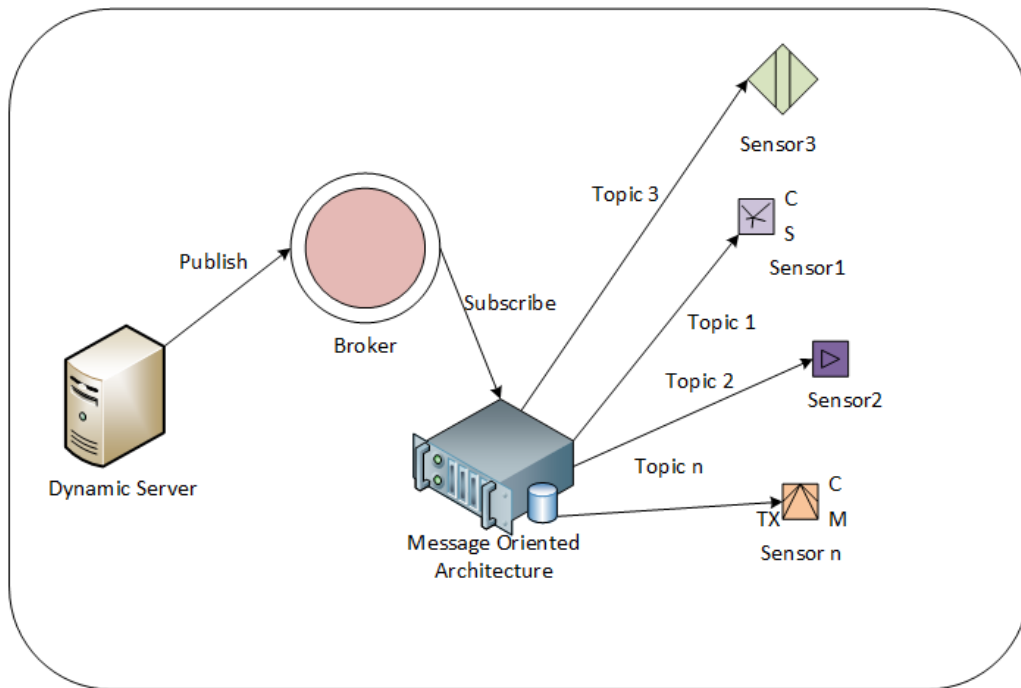 Sensor3
Topic 3
C
S
Sensor1
Publish
Subscribe
Broker
Topic 1
Topic 2
Sensor2
Dynamic Server
Topic n
C
TX
M
Sensor n
Message Oriented
Architecture